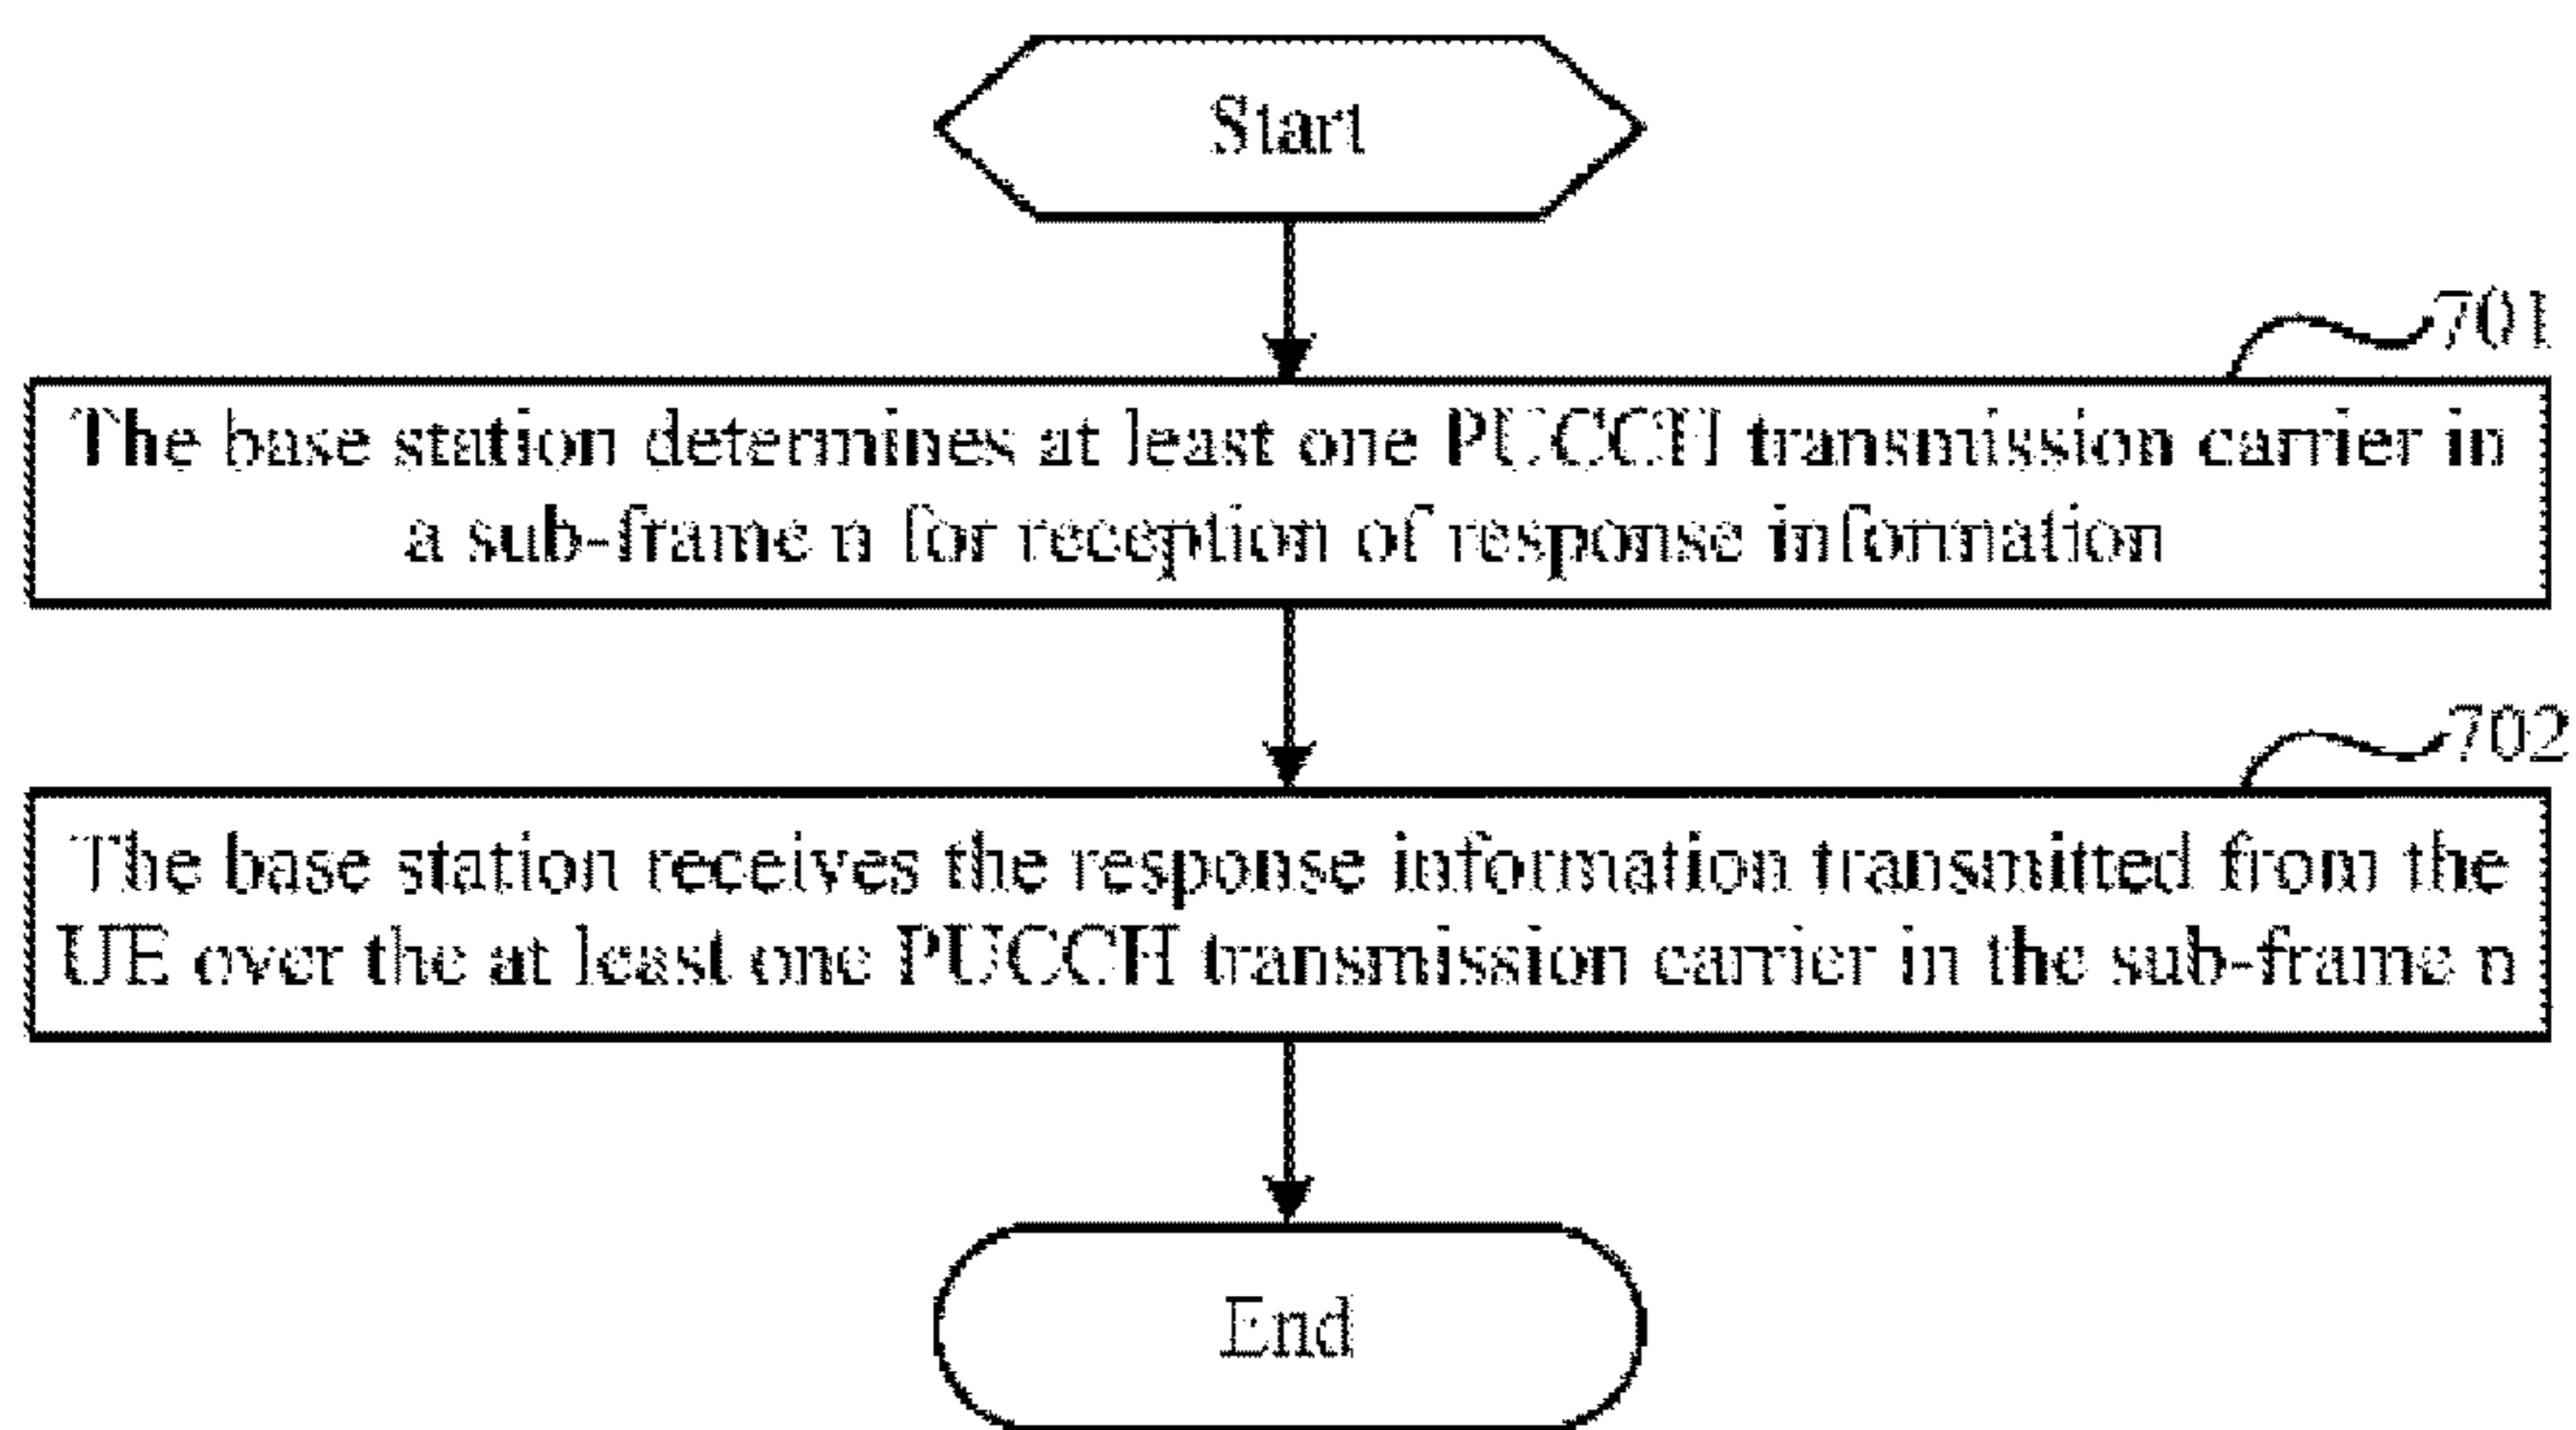 Start
701
The base station determines at least one PUCCH transmission carrier in
a sub-frame n for reception of response information
702
The base station receives the response information transmitted from the
UE over the at least one PUCCH transmission carrier in the sub-frame n
End